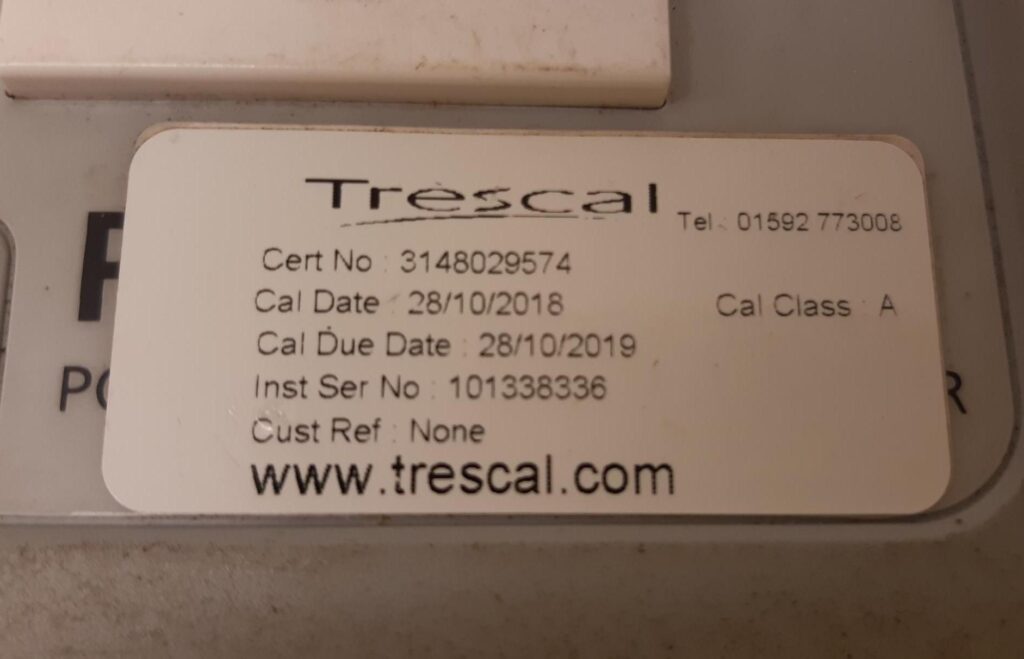 Trescal
Tel : 01592 773008
Cert No : 3148029574
Cal Date : 28/10/2018
Cal Class : A
Cal Due Date : 28/10/2019
Inst Ser No : 101338336
Cust Ref : None
www.trescal.com